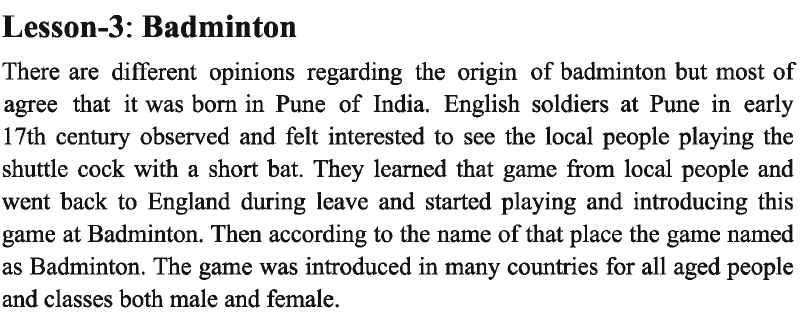 Lesson-3: Badminton
There are different opinions regarding the origin of badminton but most of
agree that it was born in Pune of India. English soldiers at Pune in early
17th century observed and felt interested to see the local people playing the
shuttle cock with a short bat. They learned that game from local people and
went back to England during leave and started playing and introducing this
game at Badminton. Then according to the name of that place the game named
as Badminton. The game was introduced in many countries for all aged people
and classes both male and female.